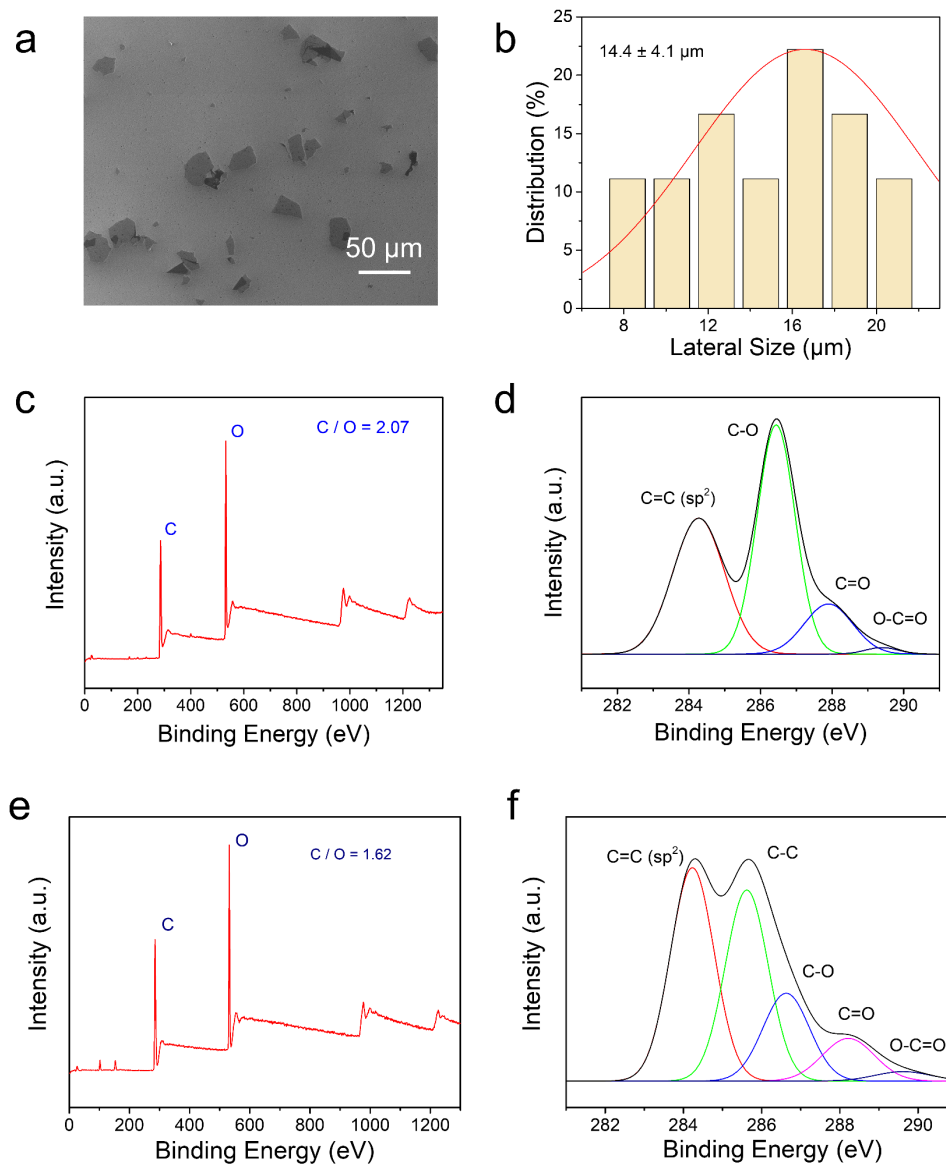 a
50 µm
b
14.4 ± 4.1 µm
Distribution (%)
25
20
15
10
5
0
8 12 16 20
Lateral Size (µm)
c
C / O = 2.07
O
C
Intensity (a.u.)
0 200 400 600 800 1000 1200
Binding Energy (eV)
d
C-O
C=C (sp²)
C=O
O-C=O
Intensity (a.u.)
282 284 286 288 290
Binding Energy (eV)
e
O
C / O = 1.62
C
Intensity (a.u.)
0 200 400 600 800 1000 1200
Binding Energy (eV)
f
C=C (sp²)
C-C
C-O
C=O
O-C=O
Intensity (a.u.)
282 284 286 288 290
Binding Energy (eV)